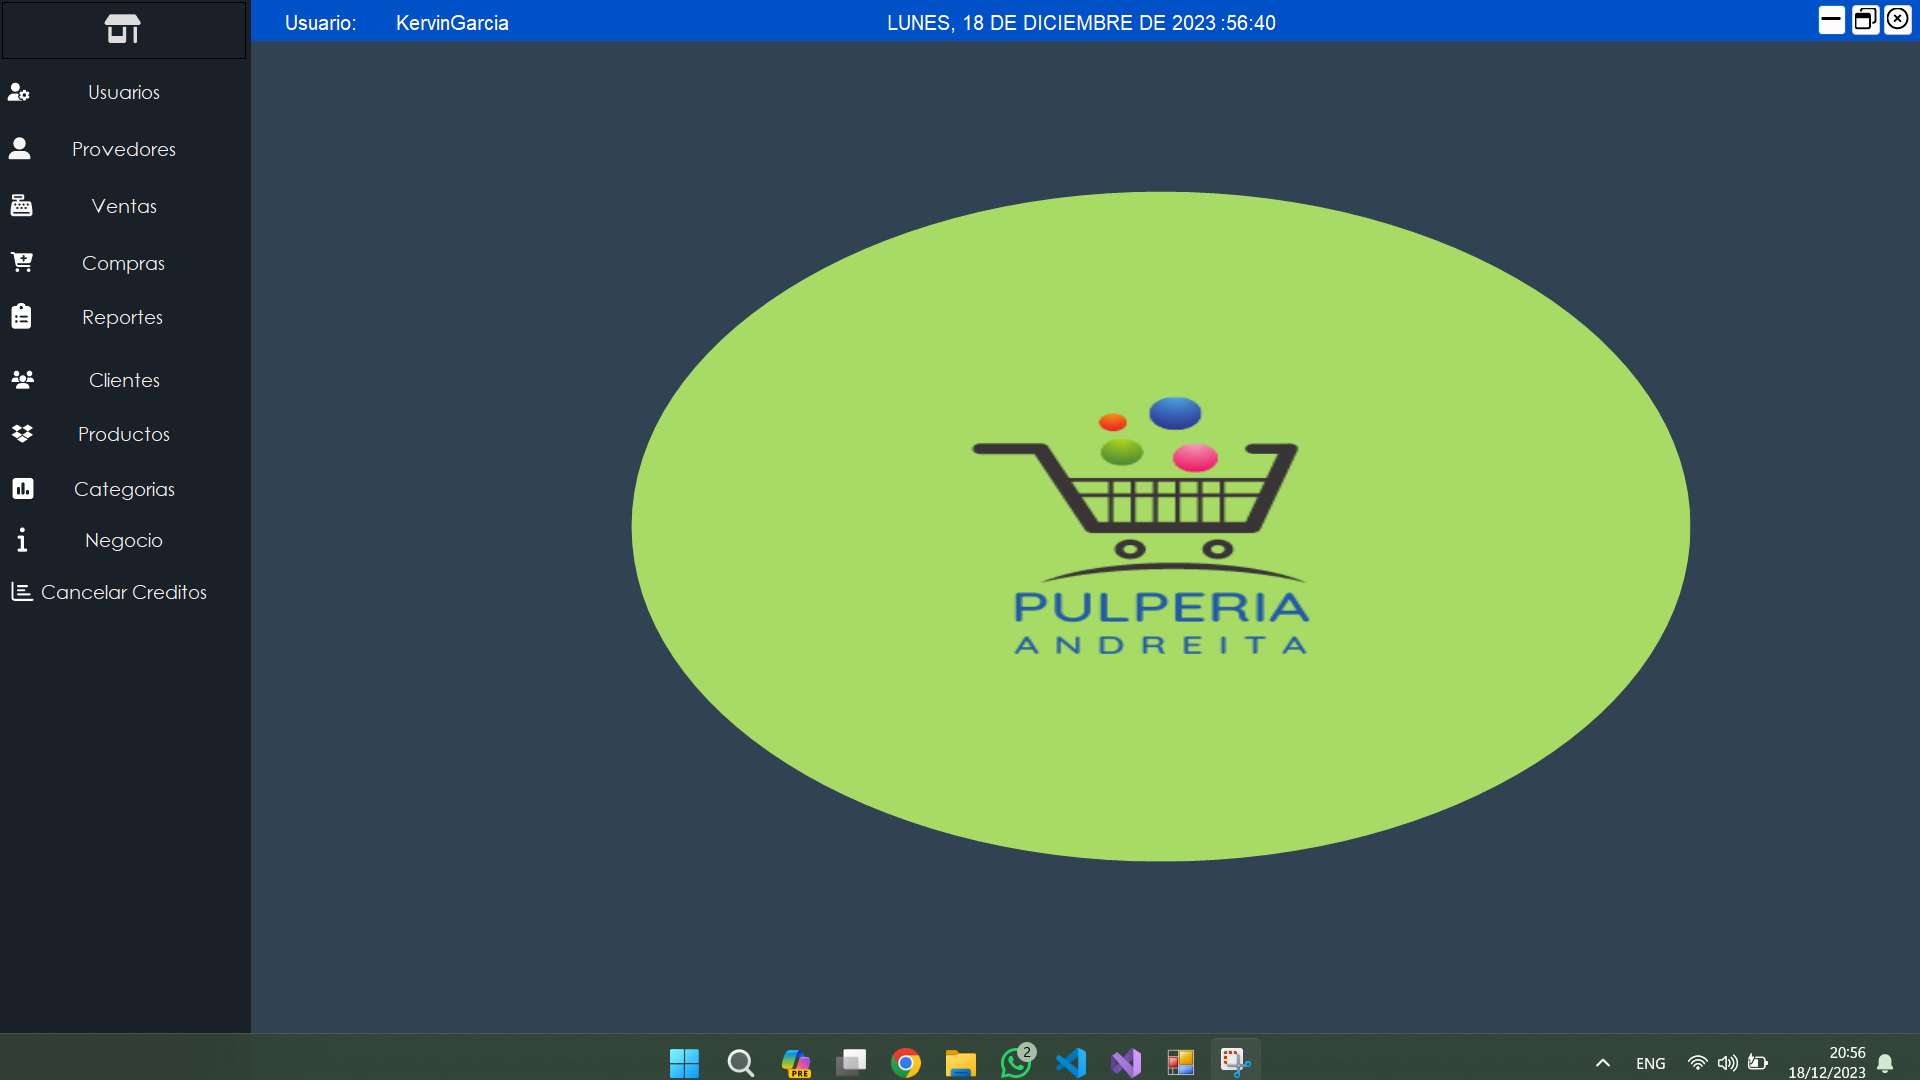 Usuario: KervinGarcia LUNES, 18 DE DICIEMBRE DE 2023 :56:40
Usuarios
Provedores
Ventas
Compras
Reportes
Clientes
Productos
Categorias
Negocio
Cancelar Creditos
PULPERIA
ANDREITA
PRE
2
ENG
20:56
18/12/2023